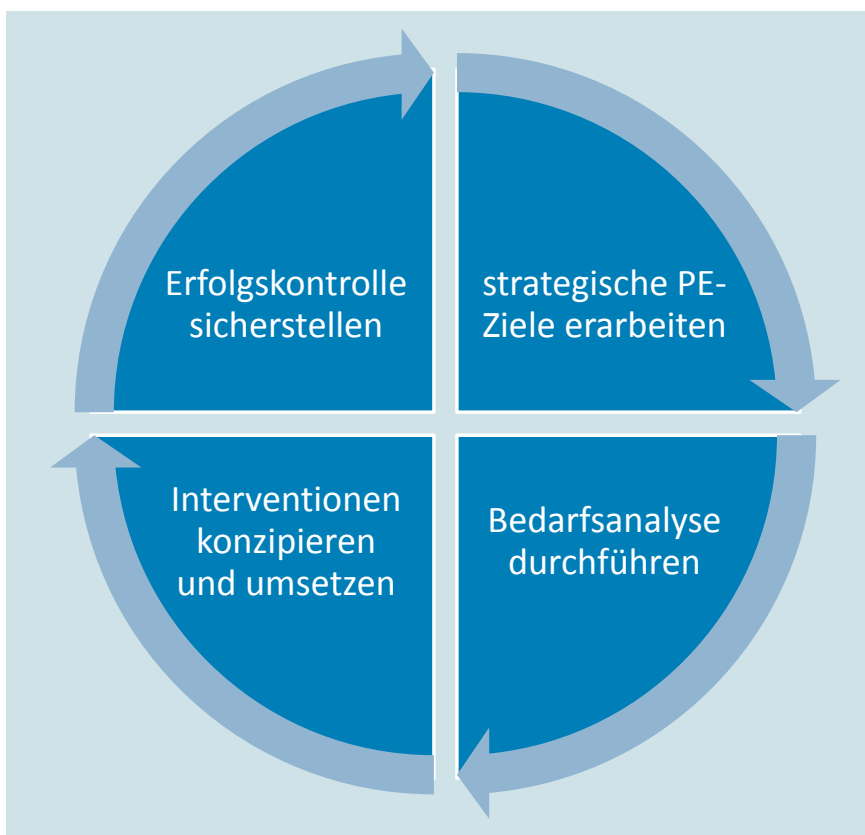 Erfolgskontrolle
sicherstellen
strategische PE-
Ziele erarbeiten
Interventionen
konzipieren
und umsetzen
Bedarfsanalyse
durchführen